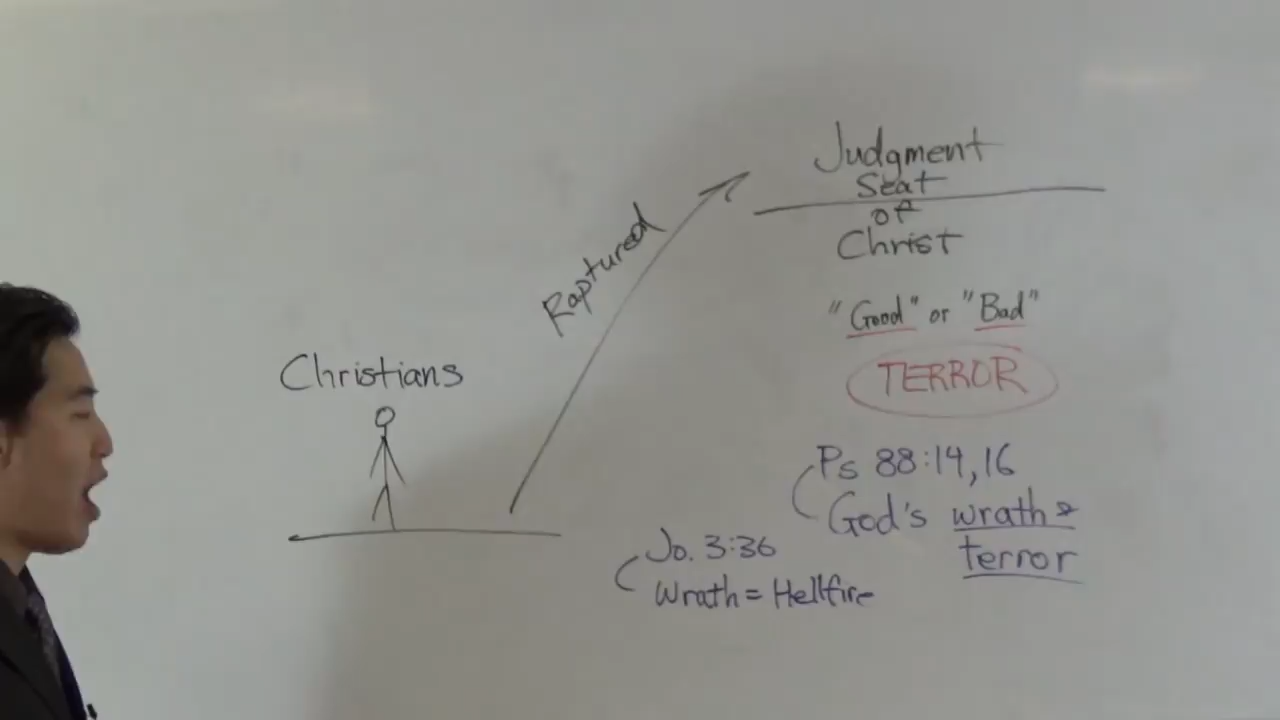 Judgment
Seat
of
Christ
Raptured
"Good" or "Bad"
TERROR
Christians
Ps 88:14,16
God's wrath &
terror
Jo. 3:36
Wrath = Hellfire